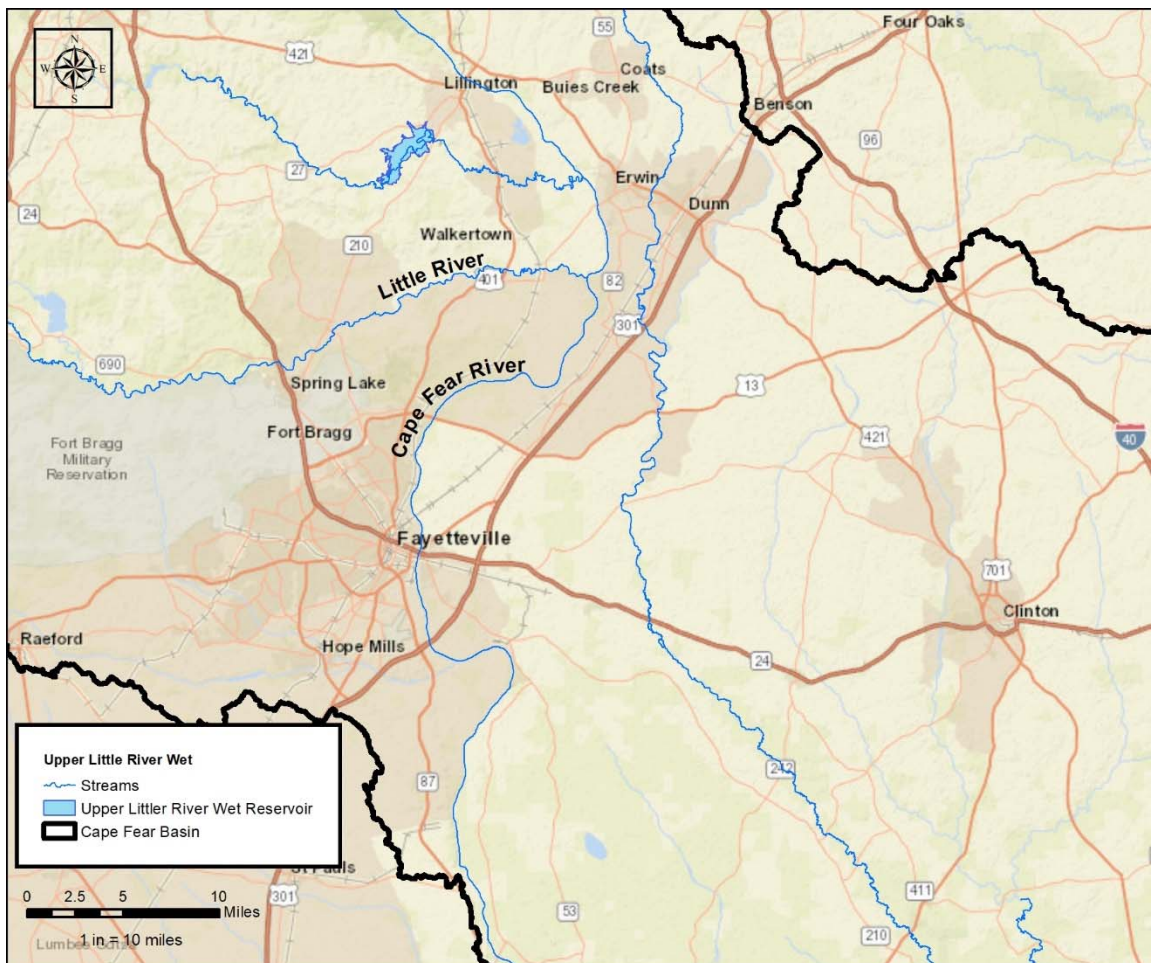 55
Four Oaks
421
N
W E
S
Lillington
Coats
Buies Creek
Benson
96
27
Erwin
24
Dunn
210
Walkertown
Little River
401
82
301
690
Spring Lake
13
Cape Fear River
Fort Bragg
421
40
Fort Bragg
Military
Reservation
Fayetteville
701
Clinton
Raeford
Hope Mills
24
Upper Little River Wet
Streams
Upper Littler River Wet Reservoir
Cape Fear Basin
242
87
St Pauls
301
411
53
210
0 2.5 5 10
Miles
1 in = 10 miles